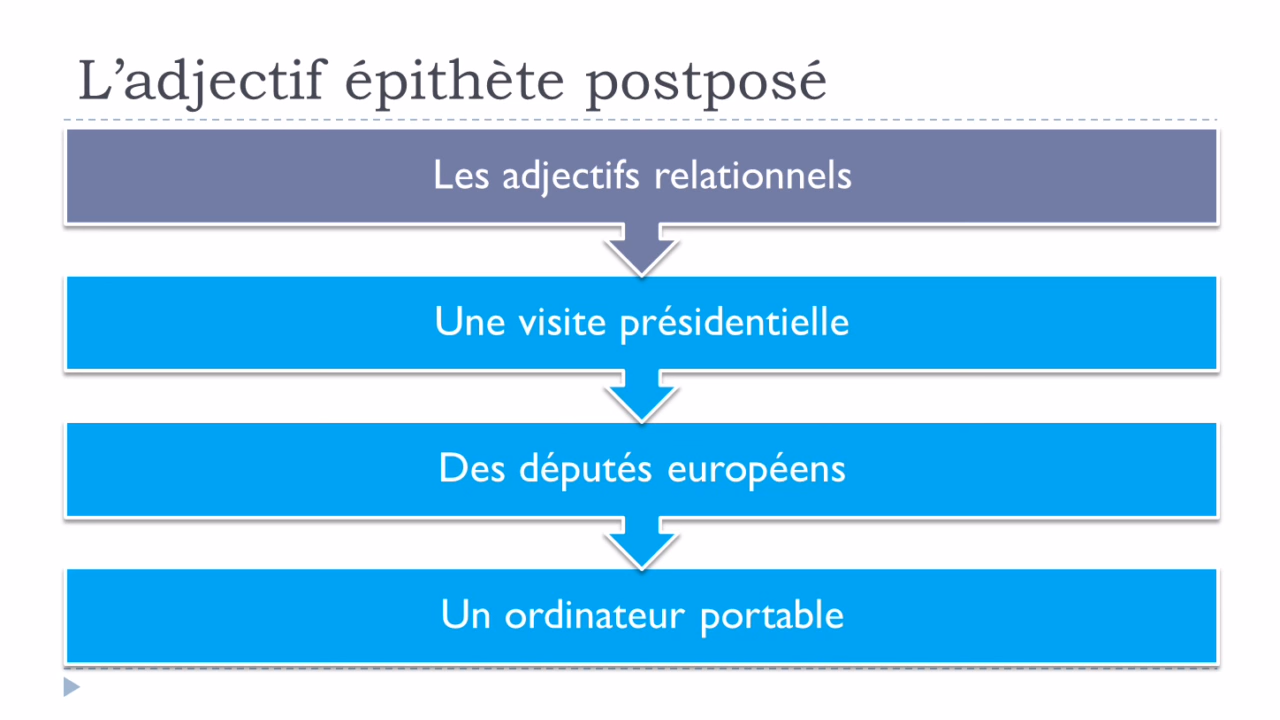 L’adjectif épithète postposé
Les adjectifs relationnels
Une visite présidentielle
Des députés européens
Un ordinateur portable